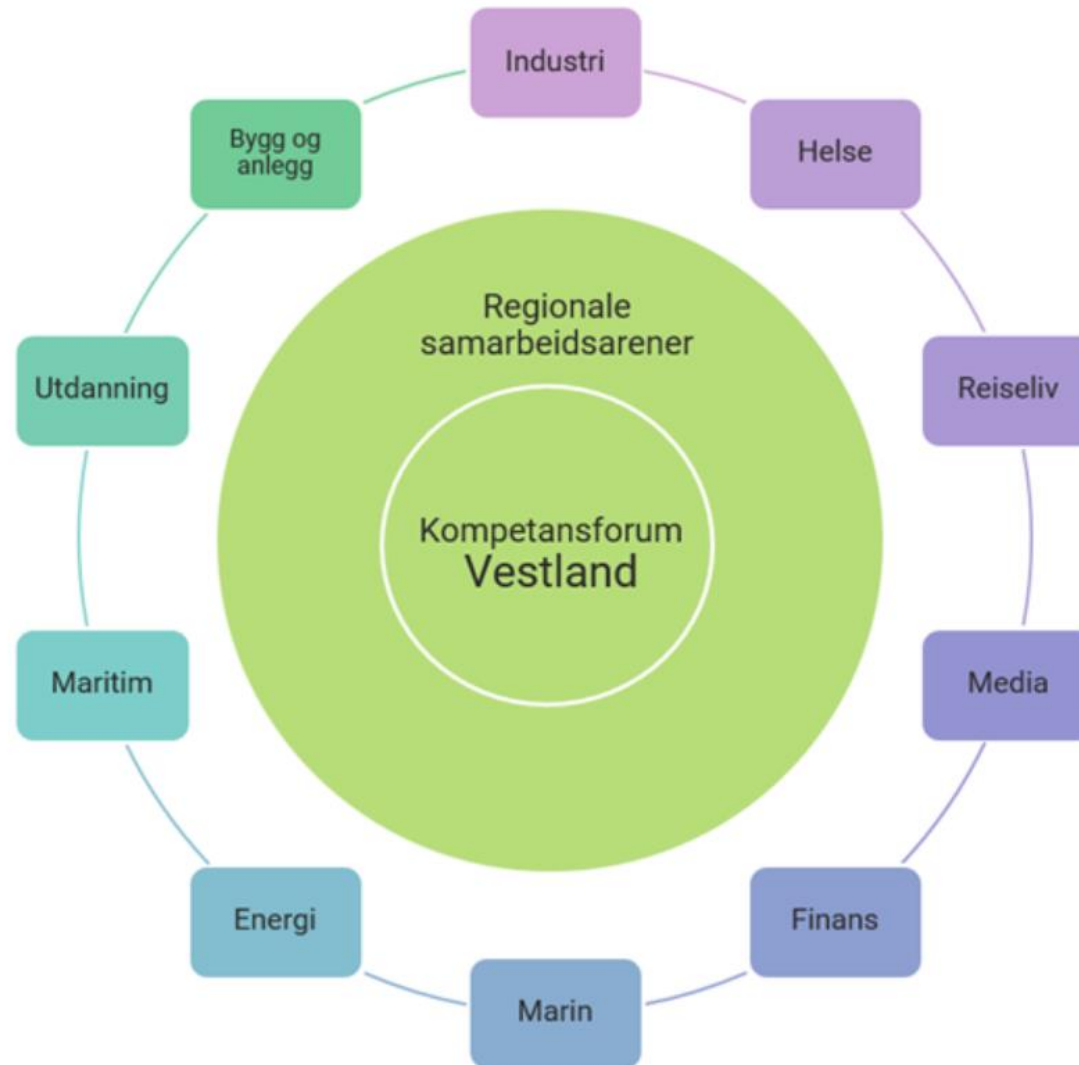 Industri
Helse
Reiseliv
Media
Finans
Marin
Energi
Maritim
Utdanning
Bygg og
anlegg
Regionale
samarbeidsarener
Kompetansforum
Vestland